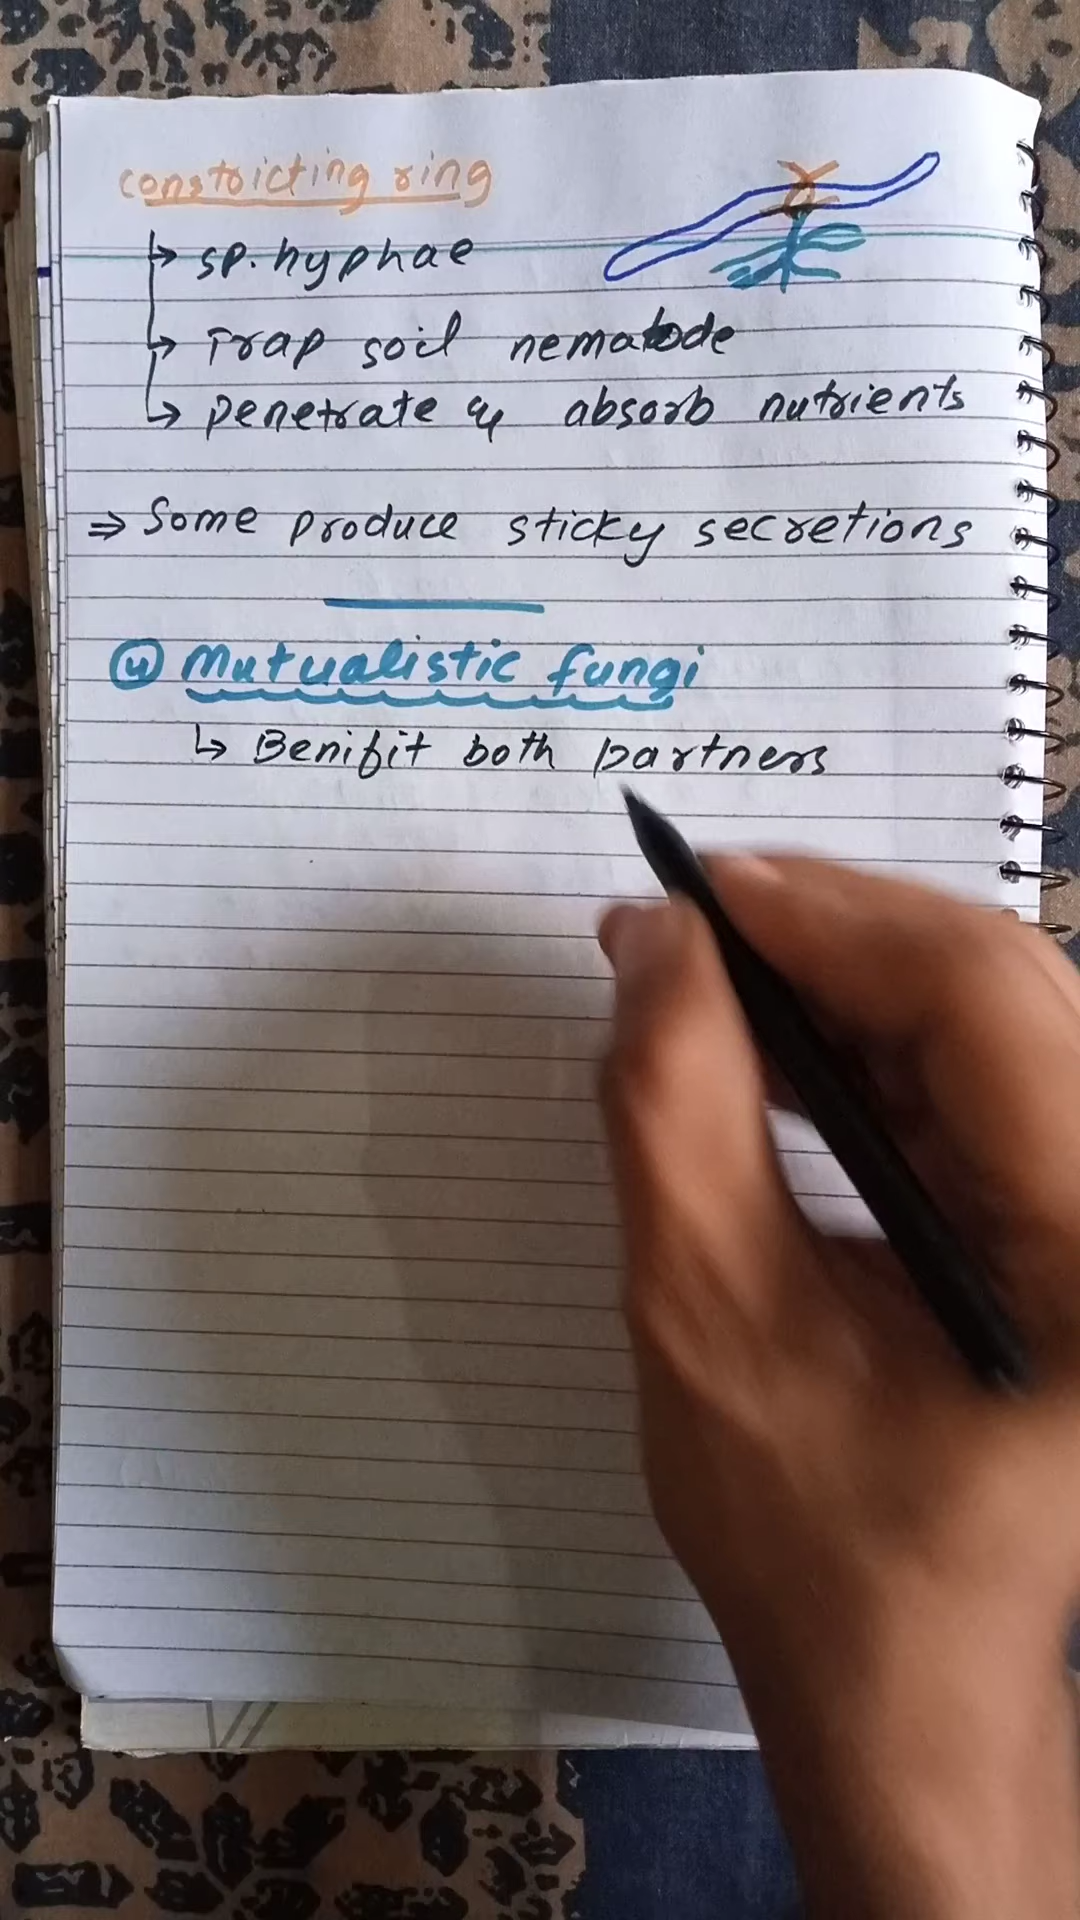 constricting ring
↳ sp. hyphae
↳ Trap soil nematode
↳ penetrate & absorb nutrients
⇒ Some produce sticky secretions
④ Mutualistic fungi
↳ Benifit both partners